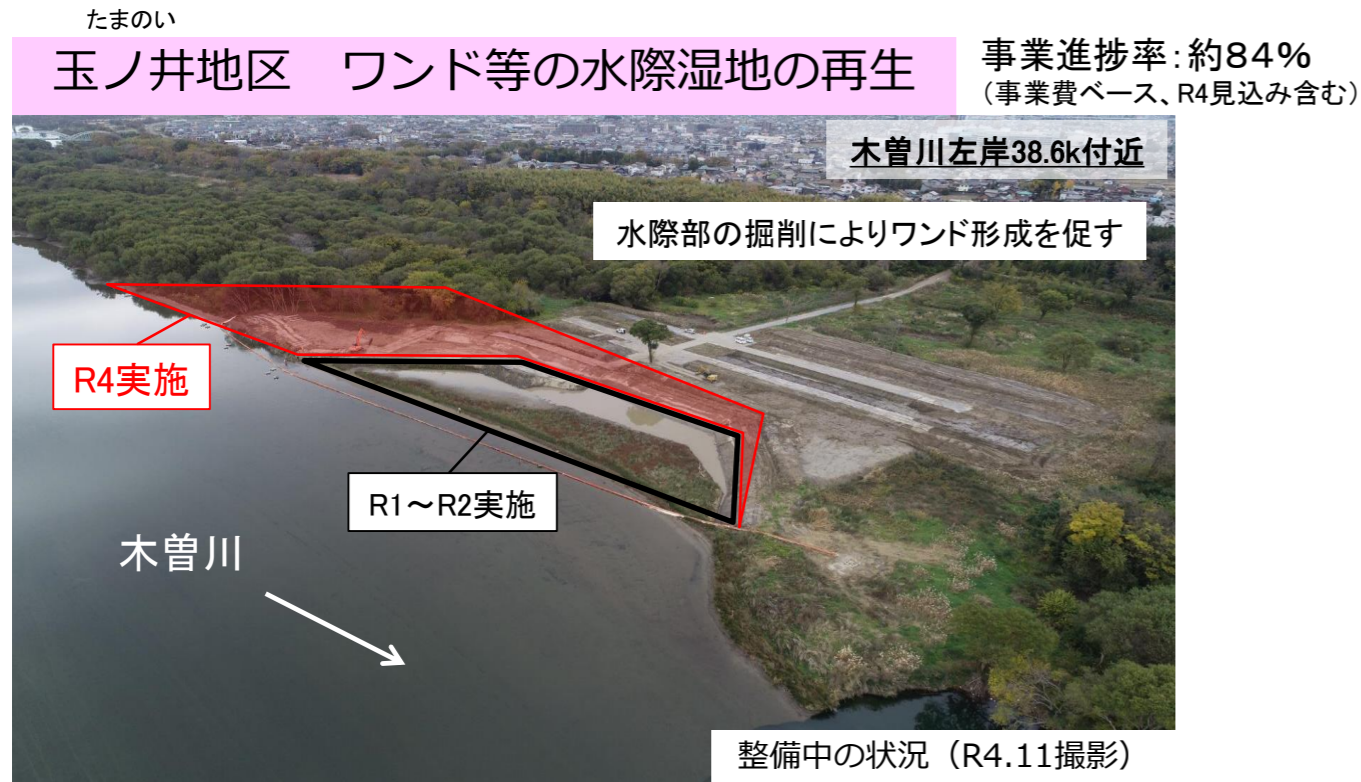 たまのい
玉ノ井地区　ワンド等の水際湿地の再生
事業進捗率:約84%
（事業費ベース、R4見込み含む）
木曽川左岸38.6k付近
水際部の掘削によりワンド形成を促す
R4実施
R1～R2実施
木曽川
整備中の状況（R4.11撮影）